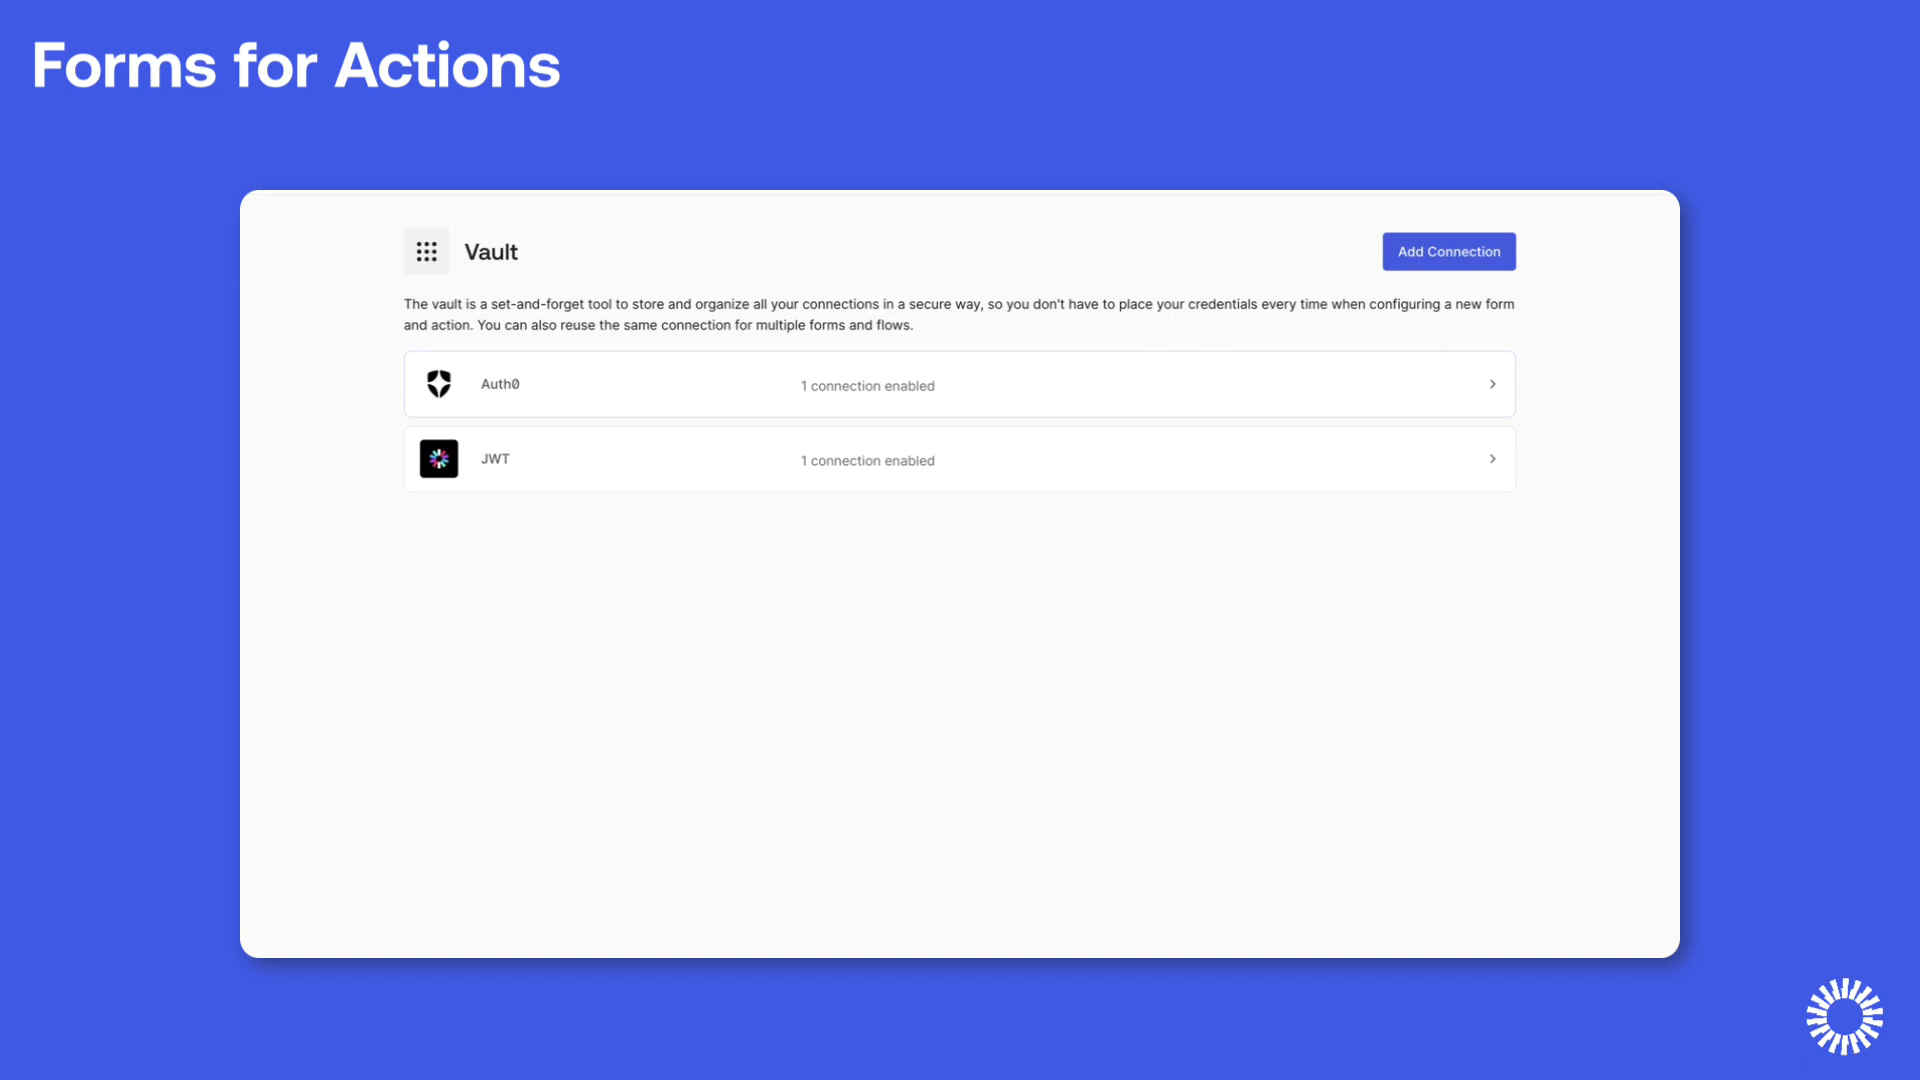 Forms for Actions
Vault
Add Connection
The vault is a set-and-forget tool to store and organize all your connections in a secure way, so you don't have to place your credentials every time when configuring a new form
and action. You can also reuse the same connection for multiple forms and flows.
Auth0
1 connection enabled
JWT
1 connection enabled